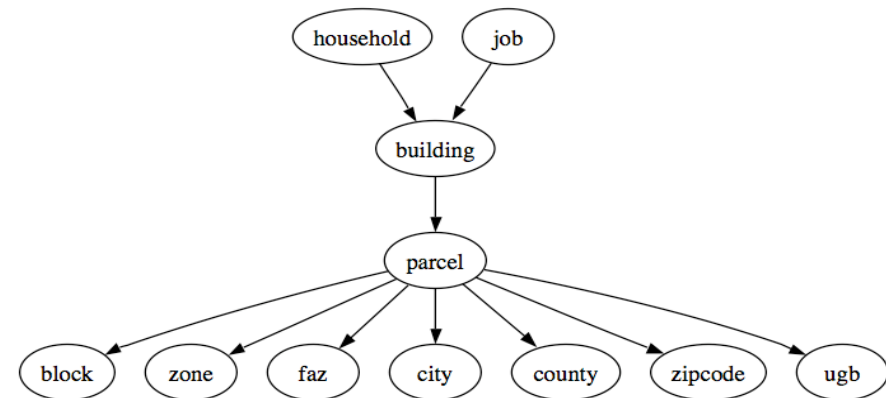 household
job
building
parcel
block
zone
faz
city
county
zipcode
ugb